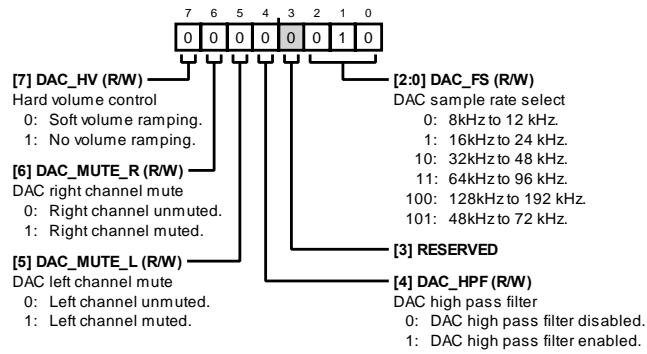 7 6 5 4 3 2 1 0
0 0 0 0 0 0 1 0
[7] DAC_HV (R/W)
Hard volume control
0: Soft volume ramping.
1: No volume ramping.
[6] DAC_MUTE_R (R/W)
DAC right channel mute
0: Right channel unmuted.
1: Right channel muted.
[5] DAC_MUTE_L (R/W)
DAC left channel mute
0: Left channel unmuted.
1: Left channel muted.
[2:0] DAC_FS (R/W)
DAC sample rate select
0: 8kHz to 12 kHz.
1: 16kHz to 24 kHz.
10: 32kHz to 48 kHz.
11: 64kHz to 96 kHz.
100: 128kHz to 192 kHz.
101: 48kHz to 72 kHz.
[3] RESERVED
[4] DAC_HPF (R/W)
DAC high pass filter
0: DAC high pass filter disabled.
1: DAC high pass filter enabled.